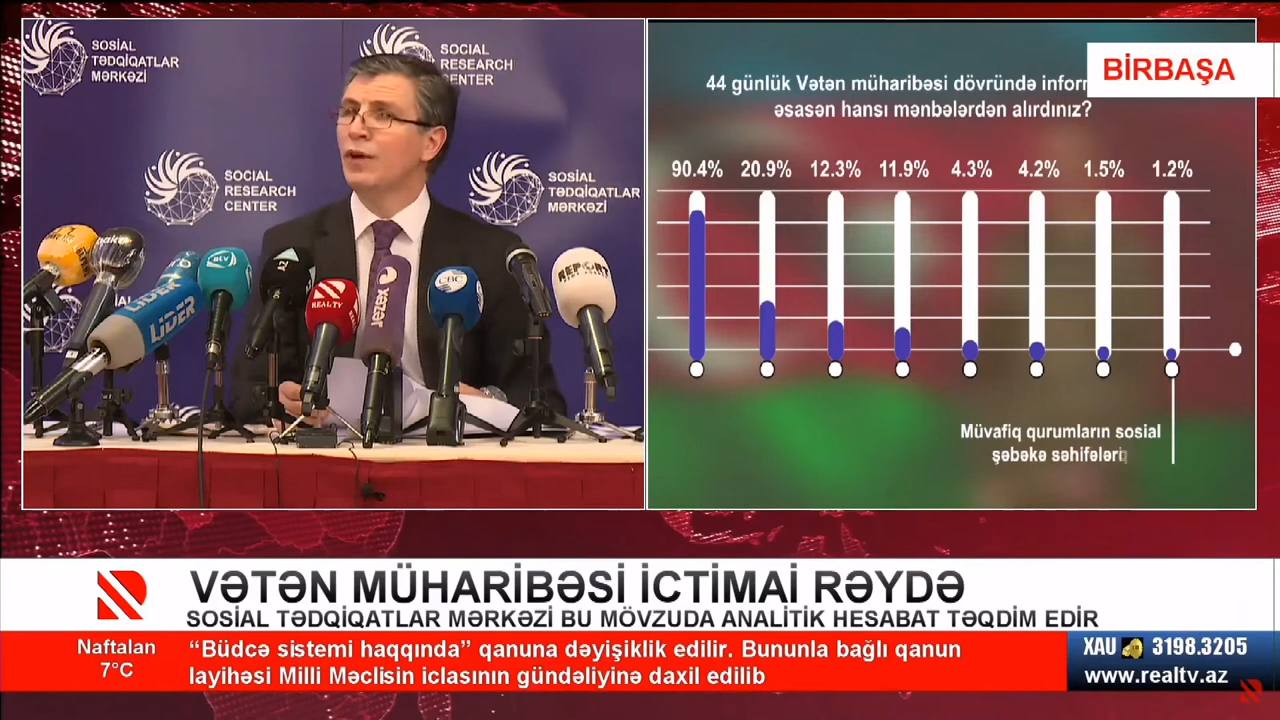 SOSİAL
TƏDQİQATLAR
MƏRKƏZİ
SOCIAL
RESEARCH
CENTER
SOCIAL
RESEARCH
CENTER
SOSİAL
TƏDQİQATLAR
MƏRKƏZİ
LiDER
LiDER
REAL TV
xəzər
CBC
REPORT
BİRBAŞA
44 günlük Vətən müharibəsi dövründə
əsasən hansı mənbələrdən alırdınız?
90.4% 20.9% 12.3% 11.9% 4.3% 4.2% 1.5% 1.2%
Müvafiq qurumların sosial
şəbəkə səhifələri
VƏTƏN MÜHARİBƏSİ İCTİMAİ RƏYDƏ
SOSİAL TƏDQİQATLAR MƏRKƏZİ BU MÖVZUDA ANALİTİK HESABAT TƏQDİM EDİR
Naftalan
7°C
“Büdcə sistemi haqqında” qanuna dəyişiklik edilir. Bununla bağlı qanun
layihəsi Milli Məclisin iclasının gündəliyinə daxil edilib
XAU 3198.3205
www.realtv.az